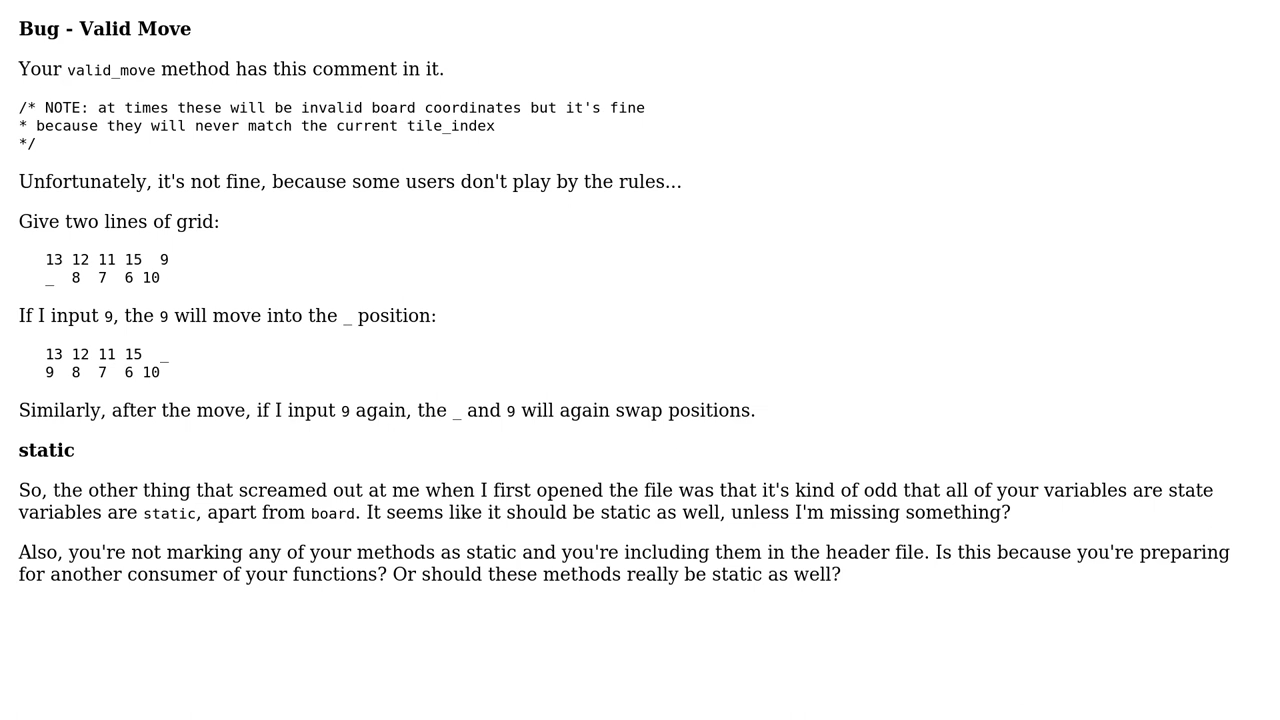 Bug - Valid Move
Your valid_move method has this comment in it.
/* NOTE: at times these will be invalid board coordinates but it's fine
* because they will never match the current tile_index
*/
Unfortunately, it's not fine, because some users don't play by the rules...
Give two lines of grid:
13 12 11 15  9
_  8  7  6 10
If I input 9, the 9 will move into the _ position:
13 12 11 15  _
9  8  7  6 10
Similarly, after the move, if I input 9 again, the _ and 9 will again swap positions.
static
So, the other thing that screamed out at me when I first opened the file was that it's kind of odd that all of your variables are state
variables are static, apart from board. It seems like it should be static as well, unless I'm missing something?
Also, you're not marking any of your methods as static and you're including them in the header file. Is this because you're preparing
for another consumer of your functions? Or should these methods really be static as well?